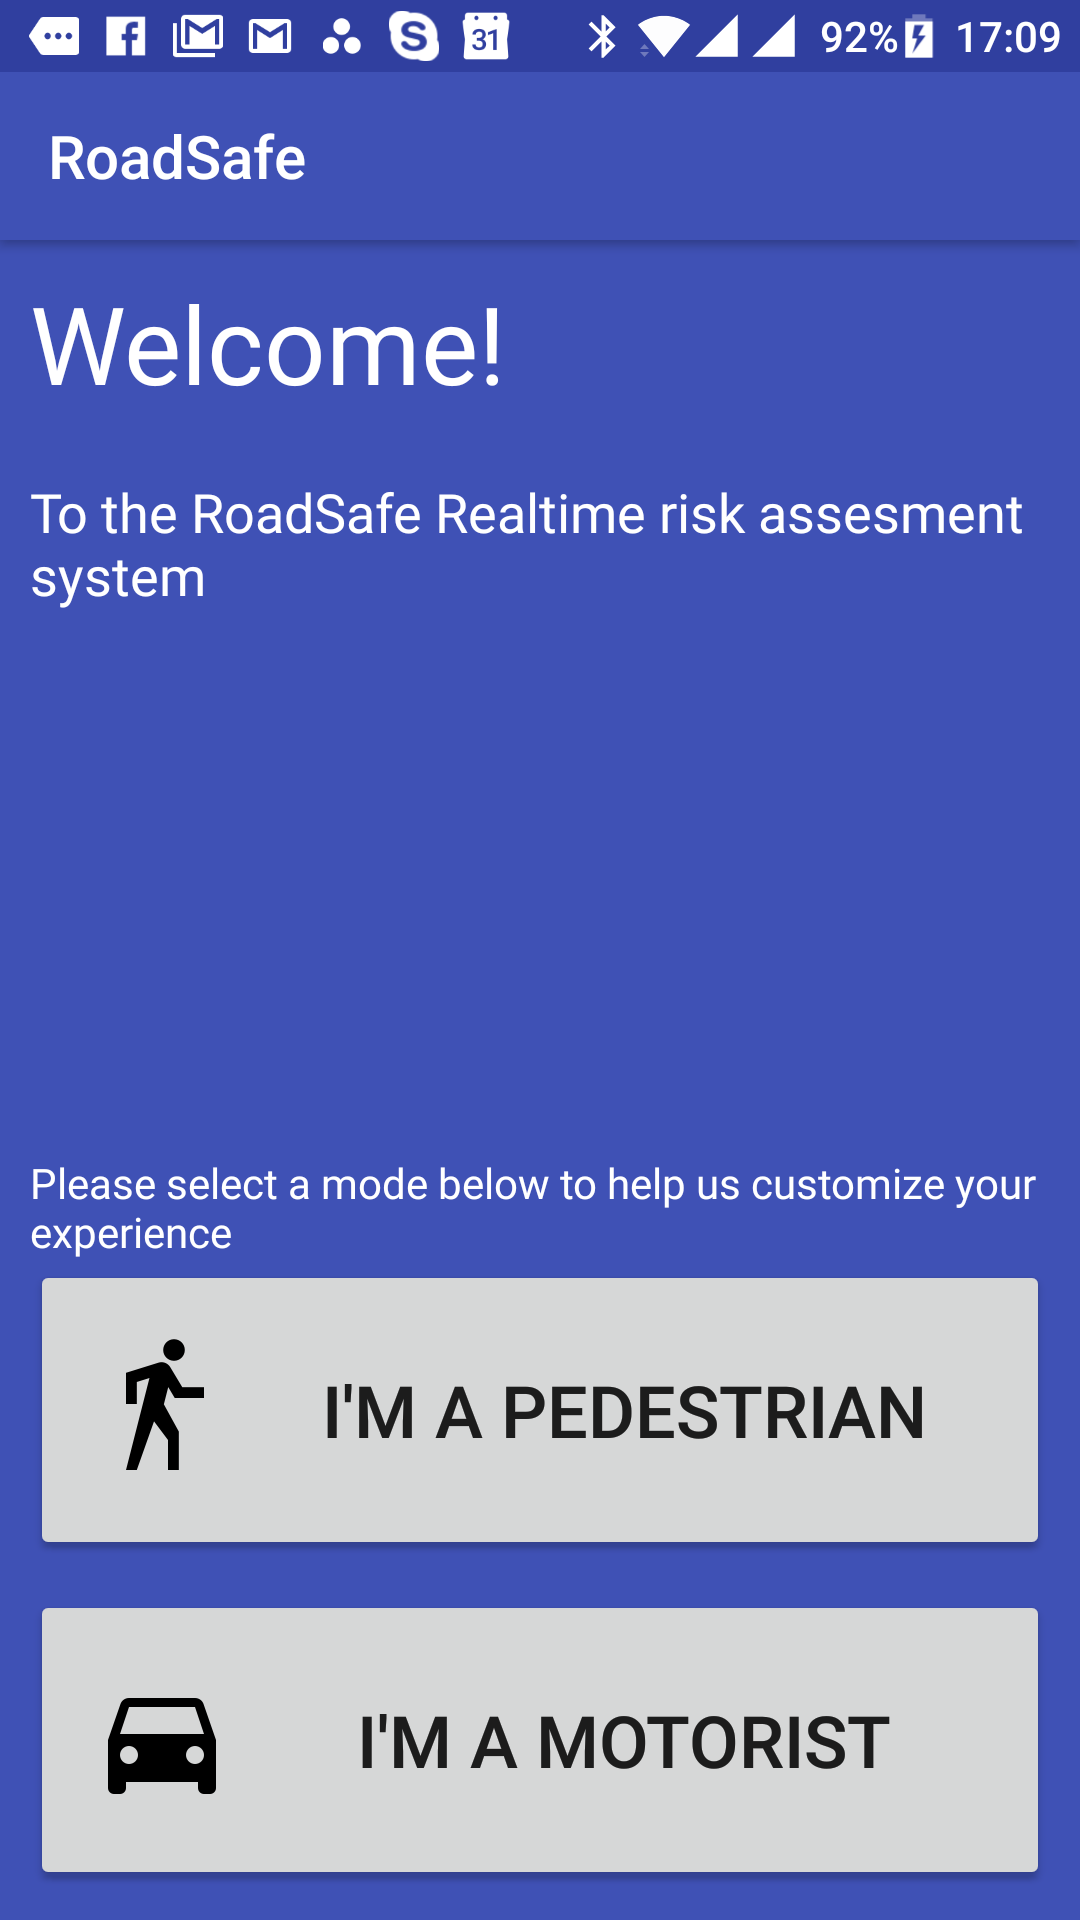 31 92% 17:09
RoadSafe
Welcome!
To the RoadSafe Realtime risk assesment
system
Please select a mode below to help us customize your
experience
I'M A PEDESTRIAN
I'M A MOTORIST